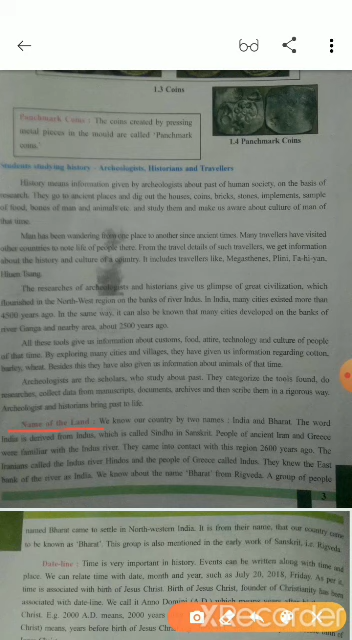 1.3 Coins
Punchmark Coins : The coins created by pressing
metal pieces in the mould are called 'Punchmark
coins.'
1.4 Panchmark Coins
Students studying history - Archeologists, Historians and Travellers
History means information given by archeologists about past of human society, on the basis of
research. They go to ancient places and dig out the houses, coins, bricks, stones, implements, sample
of food, bones of man and animals etc. and study them and make us aware about culture of man of
that time.
Man has been wandering from one place to another since ancient times. Many travellers have visited
other countries to note life of people there. From the travel details of such travellers, we get information
about the history and culture of a country. It includes travellers like, Megasthenes, Plini, Fa-hi-yan,
Hiuen Tsang.
The researches of archeologists and historians give us glimpse of great civilization, which
flourished in the North-West region on the banks of river Indus. In India, many cities existed more than
4500 years ago. In the same way, it can also be known that many cities developed on the banks of
river Ganga and nearby area, about 2500 years ago.
All these tools give us information about customs, food, attire, technology and culture of people
of that time. By exploring many cities and villages, they have given us information regarding cotton,
barley, wheat. Besides this they have also given us information about animals of that time.
Archeologists are the scholars, who study about past. They categorize the tools found, do
researches, collect data from manuscripts, documents, archives and then scribe them in a rigorous way.
Archeologist and historians bring past to life.
Name of the Land : We know our country by two names : India and Bharat. The word
India is derived from Indus, which is called Sindhu in Sanskrit. People of ancient Iran and Greece
were familiar with the Indus river. They came into contact with this region 2600 years ago. The
Iranians called the Indus river Hindos and the people of Greece called Indus. They knew the East
bank of the river as India. We know about the name 'Bharat' from Rigveda. A group of people
3
named Bharat came to settle in North-western India. It is from their name, that our country came
to be known as 'Bharat'. This group is also mentioned in the early work of Sanskrit, i.e. Rigveda
Date-line : Time is very important in history. Events can be written along with time and
place. We can relate time with date, month and year, such as July 20, 2018, Friday. As per it,
time is associated with birth of Jesus Christ. Birth of Jesus Christ, founder of Christianity has been
associated with date-line. We call it Anno Domini (A.D.) which means years after
Christ. E.g. 2000 A.D. means, 2000 years
Christ) means, years before birth of Jesus Chr
XRecorder